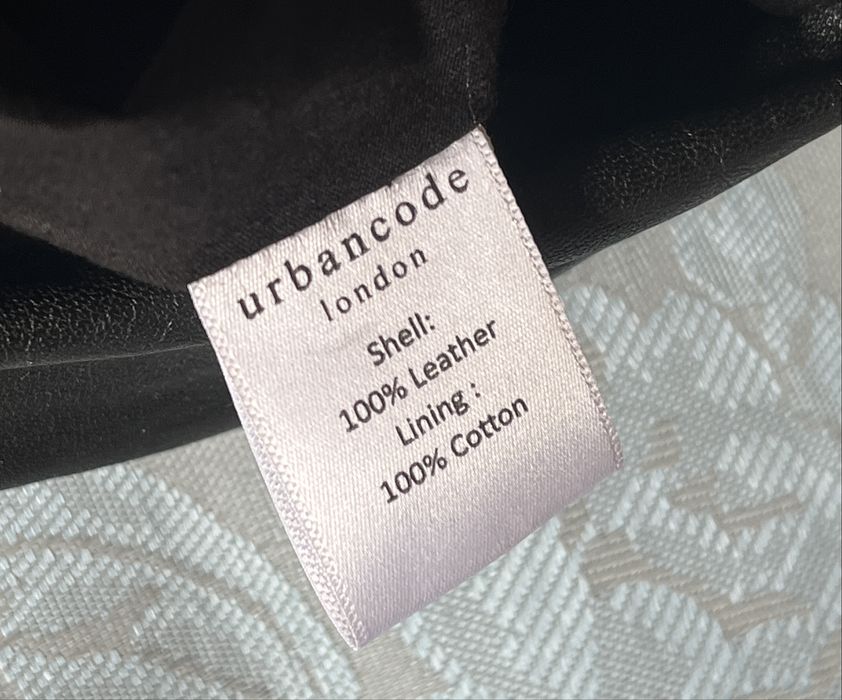 urbancode
london
Shell:
100% Leather
Lining :
100% Cotton